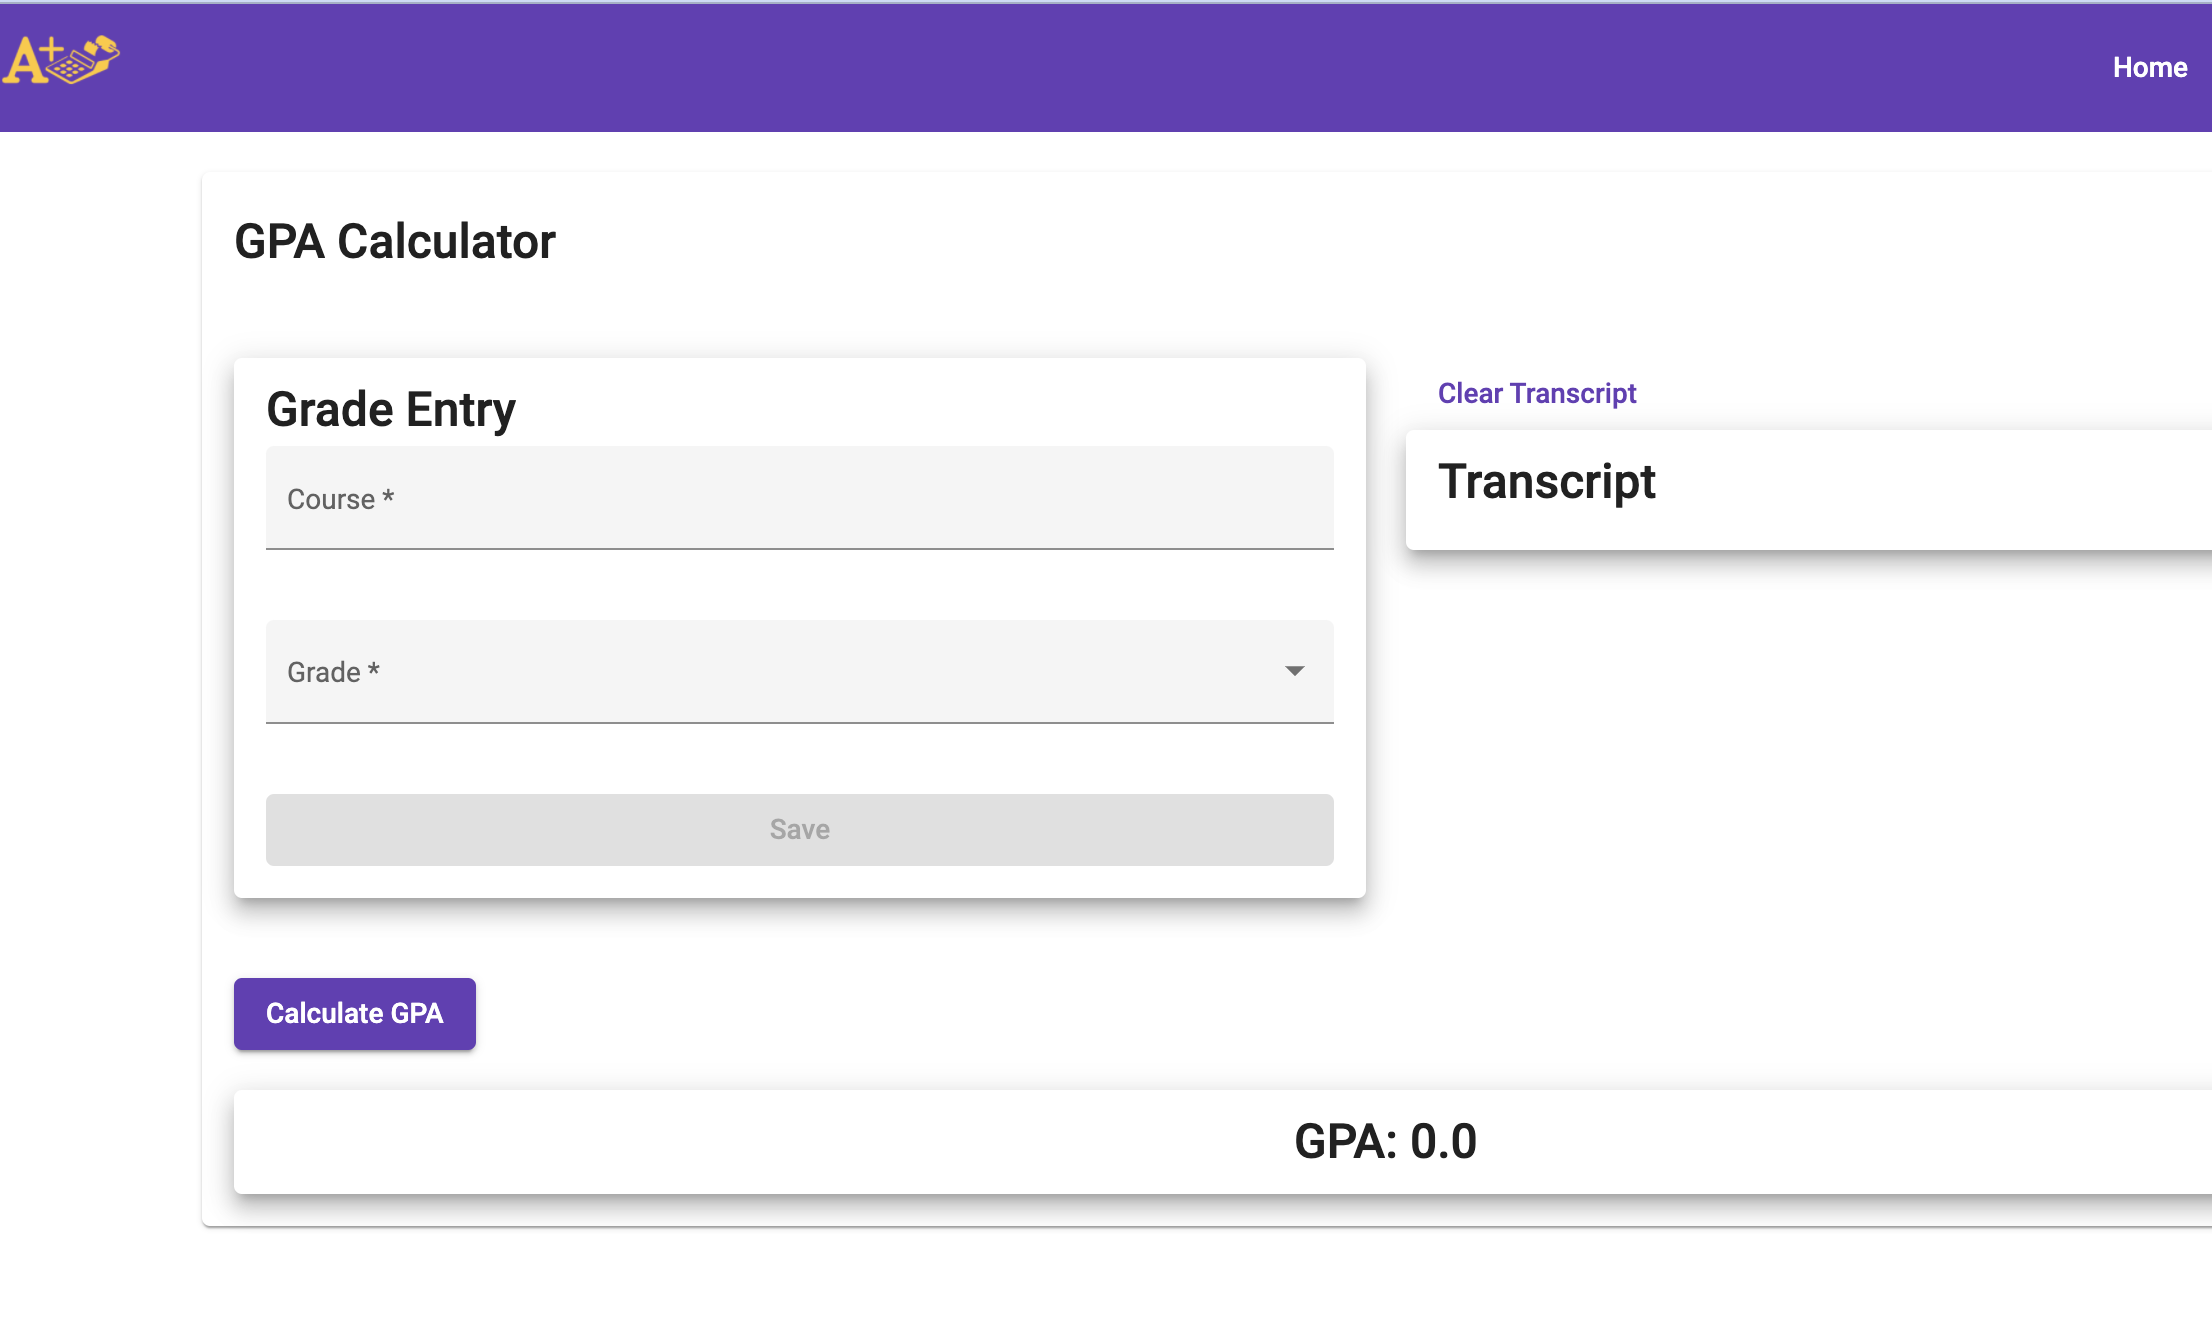 A+
Home
GPA Calculator
Grade Entry
Course *
Grade *
Save
Clear Transcript
Transcript
Calculate GPA
GPA: 0.0